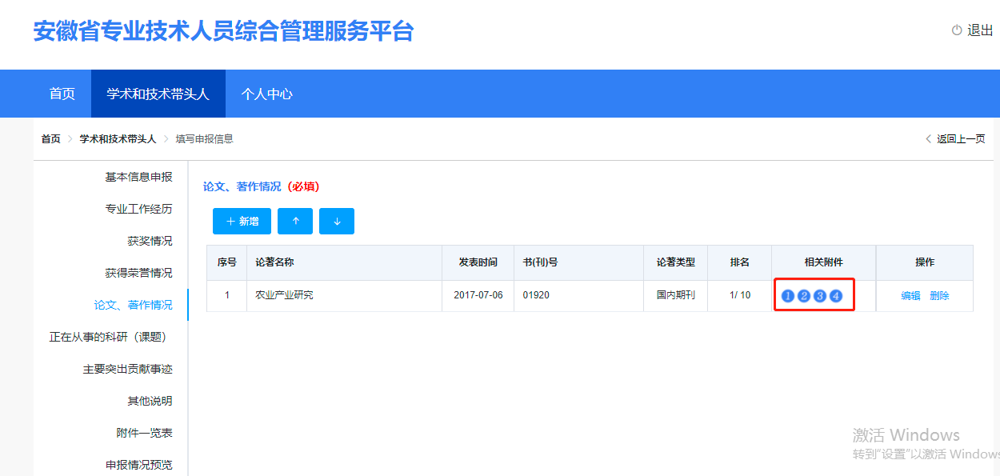 安徽省专业技术人员综合管理服务平台
退出
首页 学术和技术带头人 个人中心
首页 > 学术和技术带头人 > 填写申报信息
< 返回上一页
基本信息申报
专业工作经历
获奖情况
获得荣誉情况
论文、著作情况
正在从事的科研（课题）
主要突出贡献事迹
其他说明
附件一览表
申报情况预览
论文、著作情况（必填）
+ 新增 ↑ ↓
序号 论著名称 发表时间 书(刊)号 论著类型 排名 相关附件 操作
1 农业产业研究 2017-07-06 01920 国内期刊 1/ 10 1 2 3 4 编辑 删除
激活 Windows
转到"设置"以激活 Windows